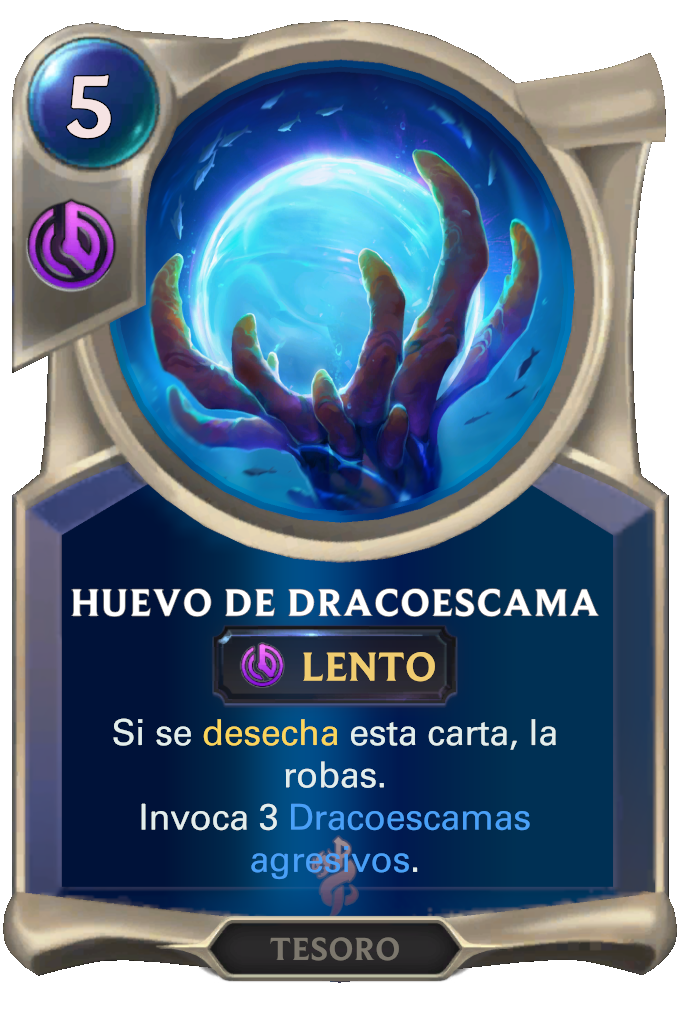 5
HUEVO DE DRACOESCAMA
LENTO
Si se desecha esta carta, la
robas.
Invoca 3 Dracoescamas
agresivos.
TESORO